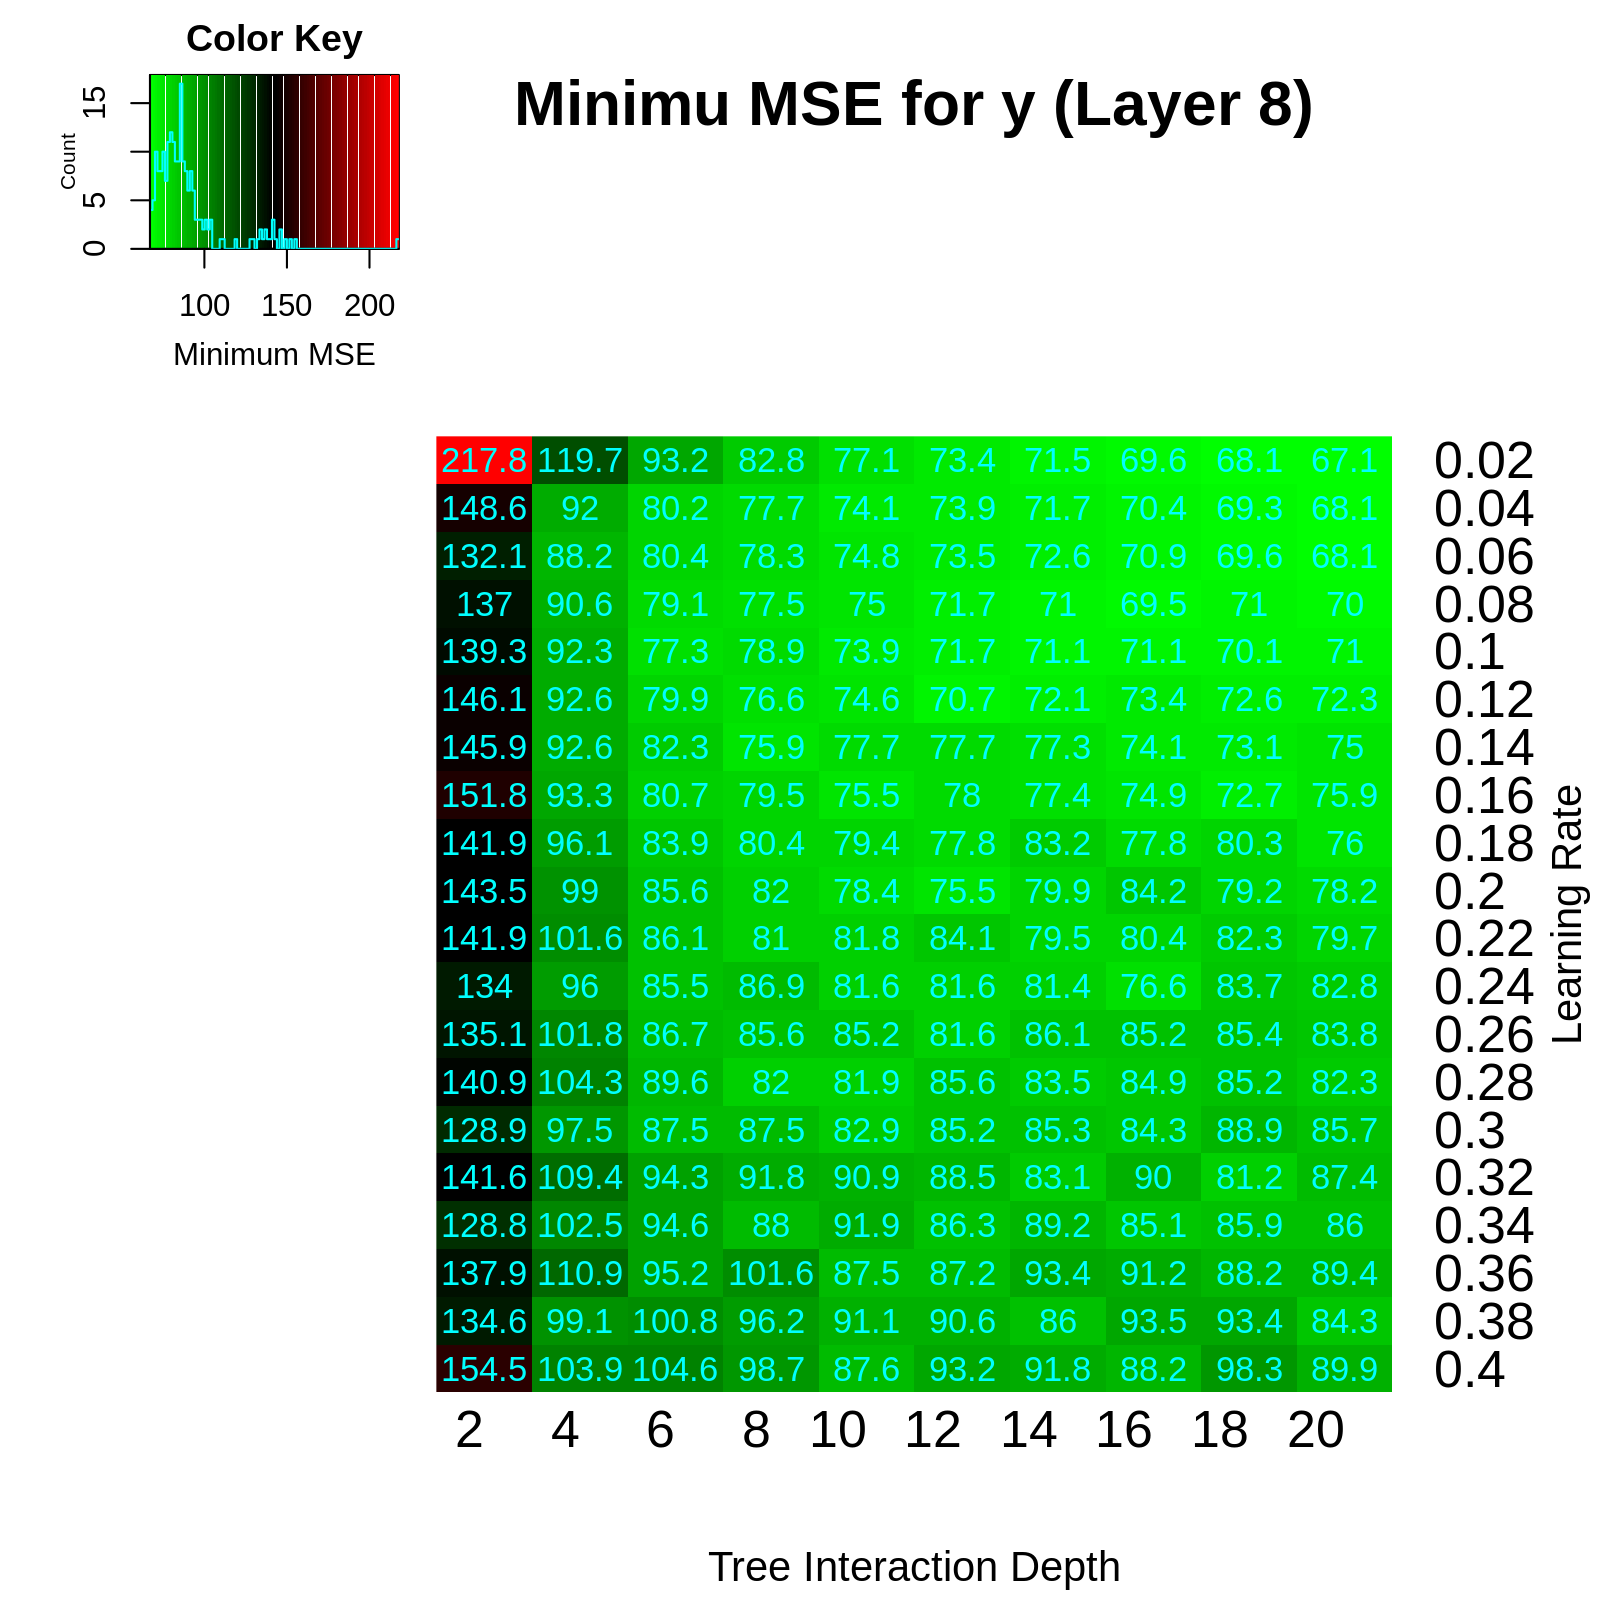 Color Key
Minimu MSE for y (Layer 8)
Count
15
5
0
100 150 200
Minimum MSE
217.8 119.7 93.2 82.8 77.1 73.4 71.5 69.6 68.1 67.1 0.02
148.6 92 80.2 77.7 74.1 73.9 71.7 70.4 69.3 68.1 0.04
132.1 88.2 80.4 78.3 74.8 73.5 72.6 70.9 69.6 68.1 0.06
137 90.6 79.1 77.5 75 71.7 71 69.5 71 70 0.08
139.3 92.3 77.3 78.9 73.9 71.7 71.1 71.1 70.1 71 0.1
146.1 92.6 79.9 76.6 74.6 70.7 72.1 73.4 72.6 72.3 0.12
145.9 92.6 82.3 75.9 77.7 77.7 77.3 74.1 73.1 75 0.14
151.8 93.3 80.7 79.5 75.5 78 77.4 74.9 72.7 75.9 0.16
141.9 96.1 83.9 80.4 79.4 77.8 83.2 77.8 80.3 76 0.18
143.5 99 85.6 82 78.4 75.5 79.9 84.2 79.2 78.2 0.2
141.9 101.6 86.1 81 81.8 84.1 79.5 80.4 82.3 79.7 0.22
134 96 85.5 86.9 81.6 81.6 81.4 76.6 83.7 82.8 0.24
135.1 101.8 86.7 85.6 85.2 81.6 86.1 85.2 85.4 83.8 0.26
140.9 104.3 89.6 82 81.9 85.6 83.5 84.9 85.2 82.3 0.28
128.9 97.5 87.5 87.5 82.9 85.2 85.3 84.3 88.9 85.7 0.3
141.6 109.4 94.3 91.8 90.9 88.5 83.1 90 81.2 87.4 0.32
128.8 102.5 94.6 88 91.9 86.3 89.2 85.1 85.9 86 0.34
137.9 110.9 95.2 101.6 87.5 87.2 93.4 91.2 88.2 89.4 0.36
134.6 99.1 100.8 96.2 91.1 90.6 86 93.5 93.4 84.3 0.38
154.5 103.9 104.6 98.7 87.6 93.2 91.8 88.2 98.3 89.9 0.4
Learning Rate
2 4 6 8 10 12 14 16 18 20
Tree Interaction Depth